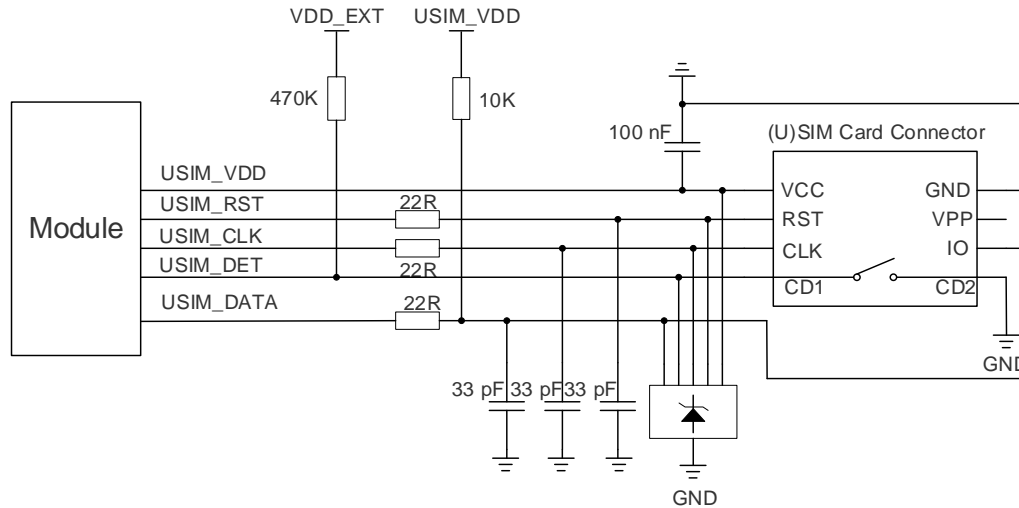 VDD_EXT USIM_VDD
470K 10K
100 nF (U)SIM Card Connector
USIM_VDD VCC GND
USIM_RST 22R RST VPP
Module
USIM_CLK CLK IO
USIM_DET 22R CD1 CD2
USIM_DATA 22R
GND
33 pF 33 pF 33 pF
GND